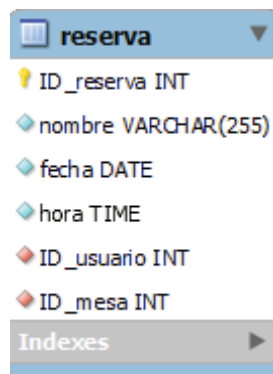 reserva
ID_reserva INT
nombre VARCHAR(255)
fecha DATE
hora TIME
ID_usuario INT
ID_mesa INT
Indexes